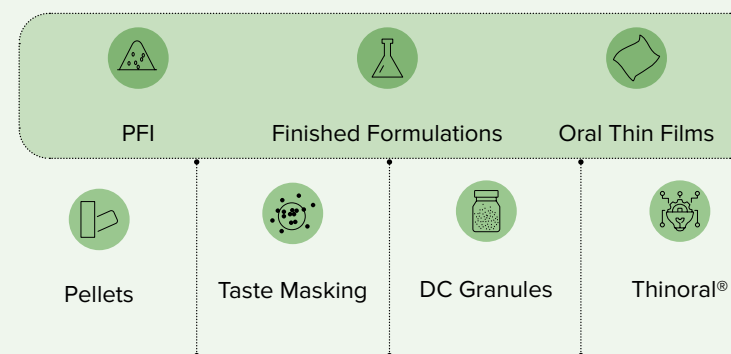 PFI
Finished Formulations
Oral Thin Films
Pellets
Taste Masking
DC Granules
Thinoral®